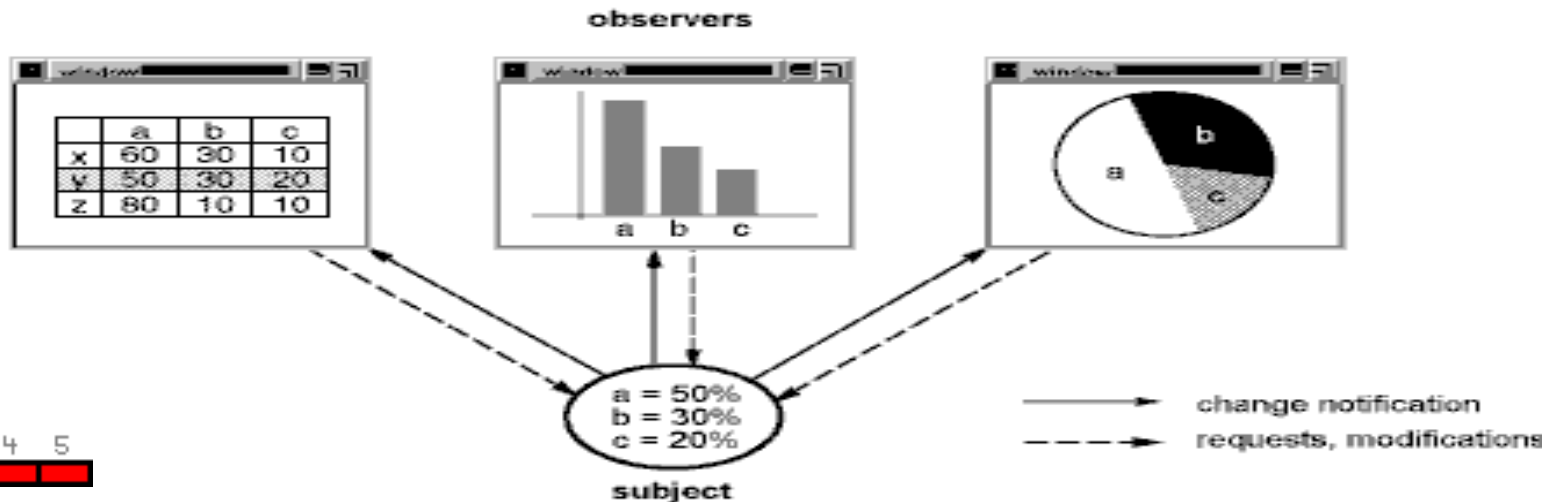 observers
window
window
window
a b c
x 60 30 10
y 50 30 20
z 80 10 10
a b c
b
a
c
a = 50%
b = 30%
c = 20%
subject
change notification
requests, modifications
4 5